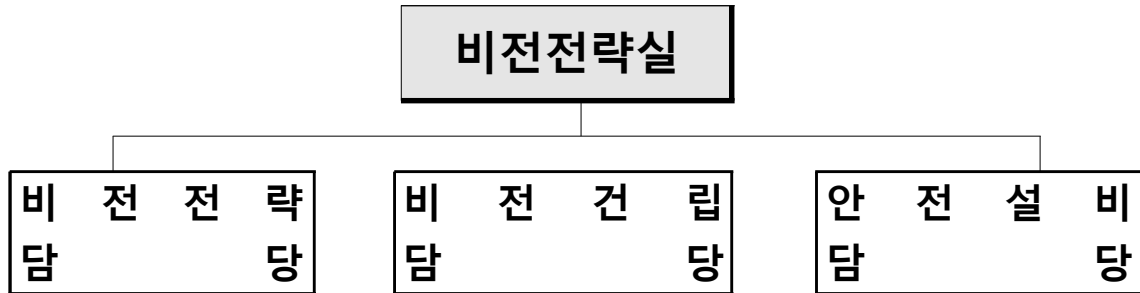 비전전략실
비 전 전 략
담 당
비 전 건 립
담 당
안 전 설 비
담 당